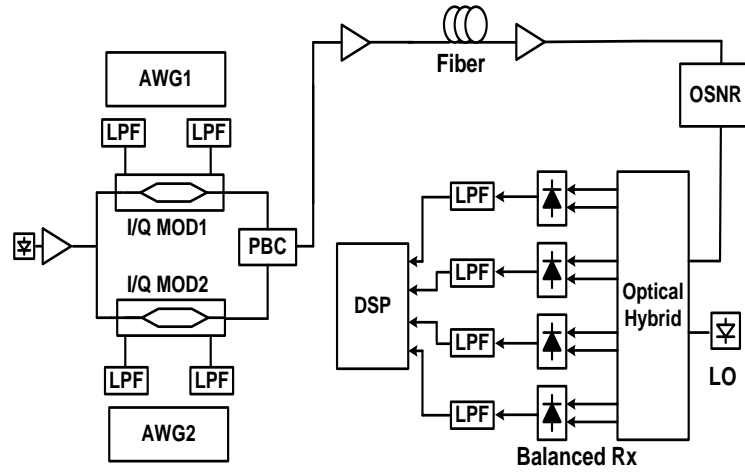 AWG1
LPF
LPF
I/Q MOD1
PBC
I/Q MOD2
LPF
LPF
AWG2
Fiber
OSNR
LPF
LPF
LPF
LPF
DSP
Optical
Hybrid
LO
Balanced Rx